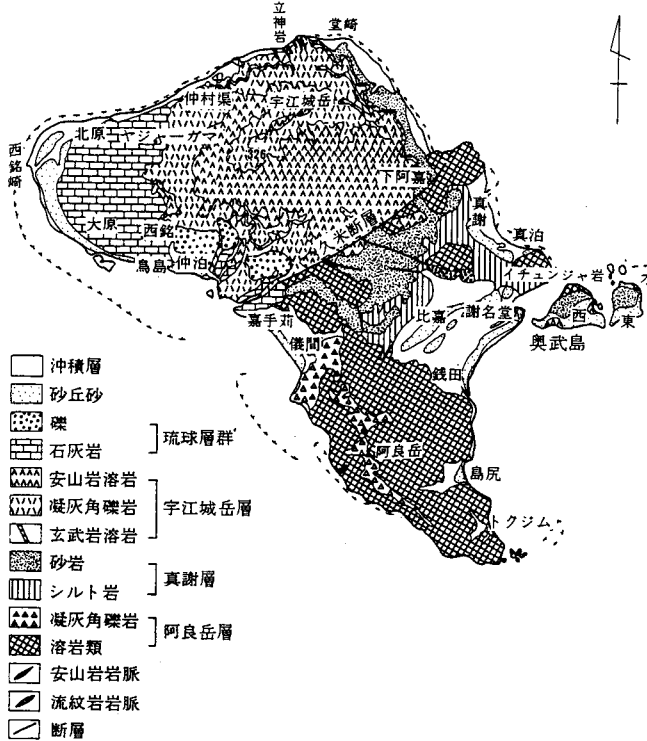 立神岩
堂崎
仲村渠
宇江城岳
北原
ヤジャーガマ
西銘崎
326
下阿嘉
大原
西銘
久米断層
真謝
真泊
鳥島
仲泊
イチュンジャ岩
オ
嘉手苅
比嘉
謝名堂
西
東
奥武島
儀間
銭田
阿良岳
島尻
トクジム
沖積層
砂丘砂
礫
石灰岩
琉球層群
安山岩溶岩
凝灰角礫岩
玄武岩溶岩
宇江城岳層
砂岩
シルト岩
真謝層
凝灰角礫岩
溶岩類
阿良岳層
安山岩岩脈
流紋岩岩脈
断層